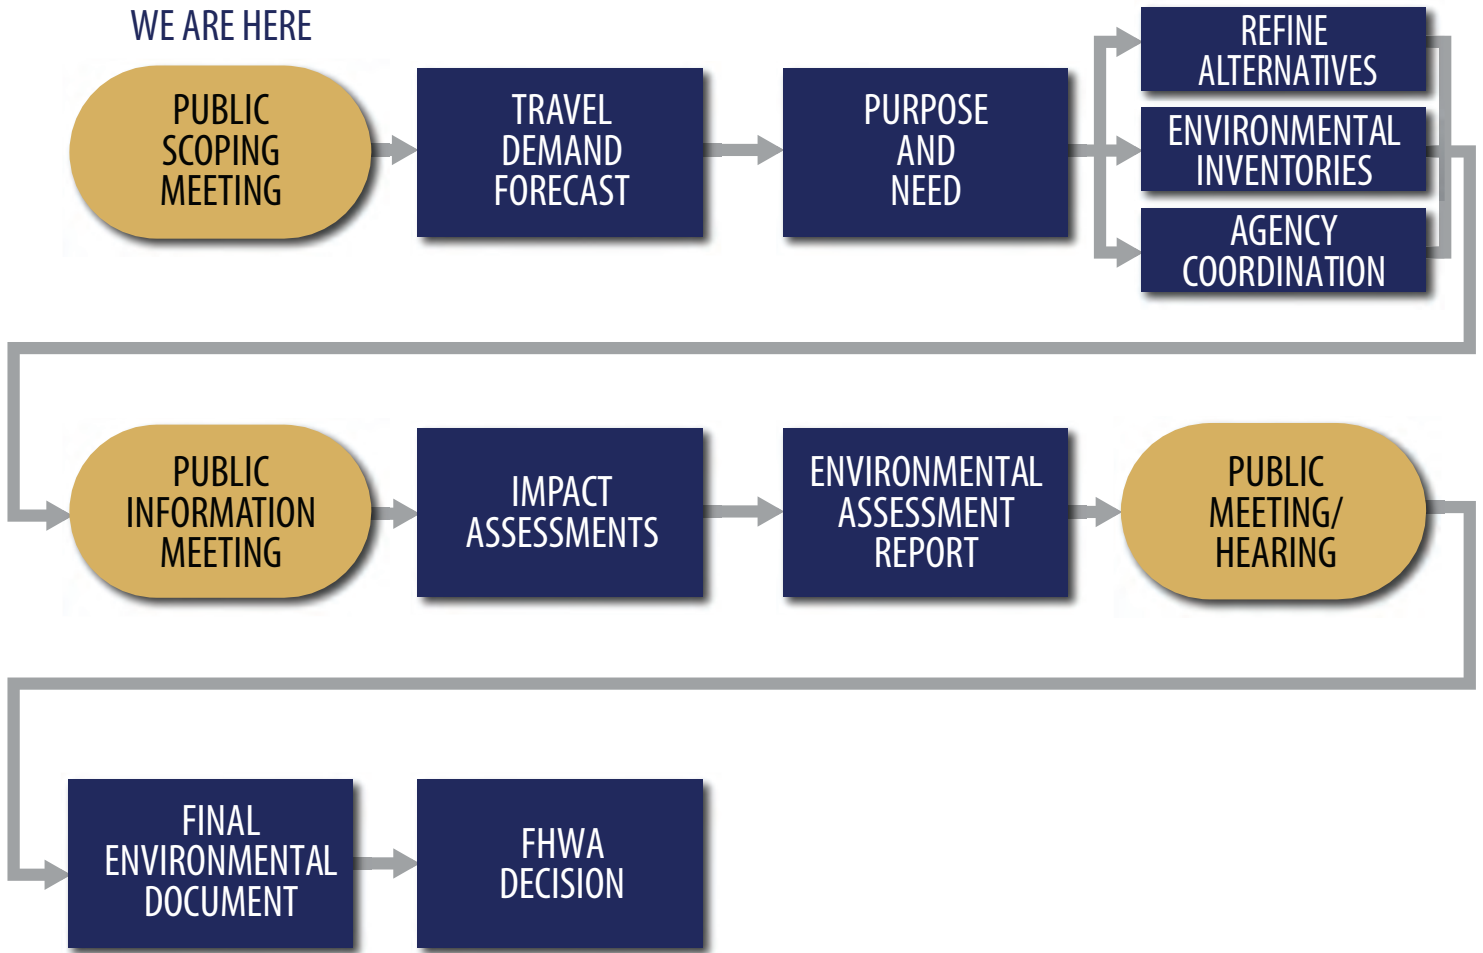 WE ARE HERE
PUBLIC
SCOPING
MEETING
TRAVEL
DEMAND
FORECAST
PURPOSE
AND
NEED
REFINE
ALTERNATIVES
ENVIRONMENTAL
INVENTORIES
AGENCY
COORDINATION
PUBLIC
INFORMATION
MEETING
IMPACT
ASSESSMENTS
ENVIRONMENTAL
ASSESSMENT
REPORT
PUBLIC
MEETING/
HEARING
FINAL
ENVIRONMENTAL
DOCUMENT
FHWA
DECISION